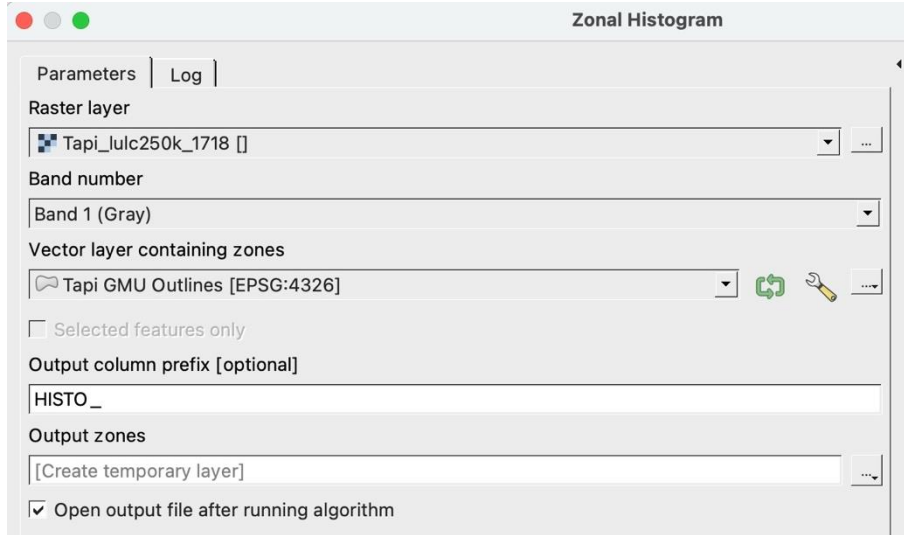 Zonal Histogram
Parameters
Log
Raster layer
Tapi_lulc250k_1718 []
...
Band number
Band 1 (Gray)
Vector layer containing zones
Tapi GMU Outlines [EPSG:4326]
...
Selected features only
Output column prefix [optional]
HISTO_
Output zones
[Create temporary layer]
...
Open output file after running algorithm